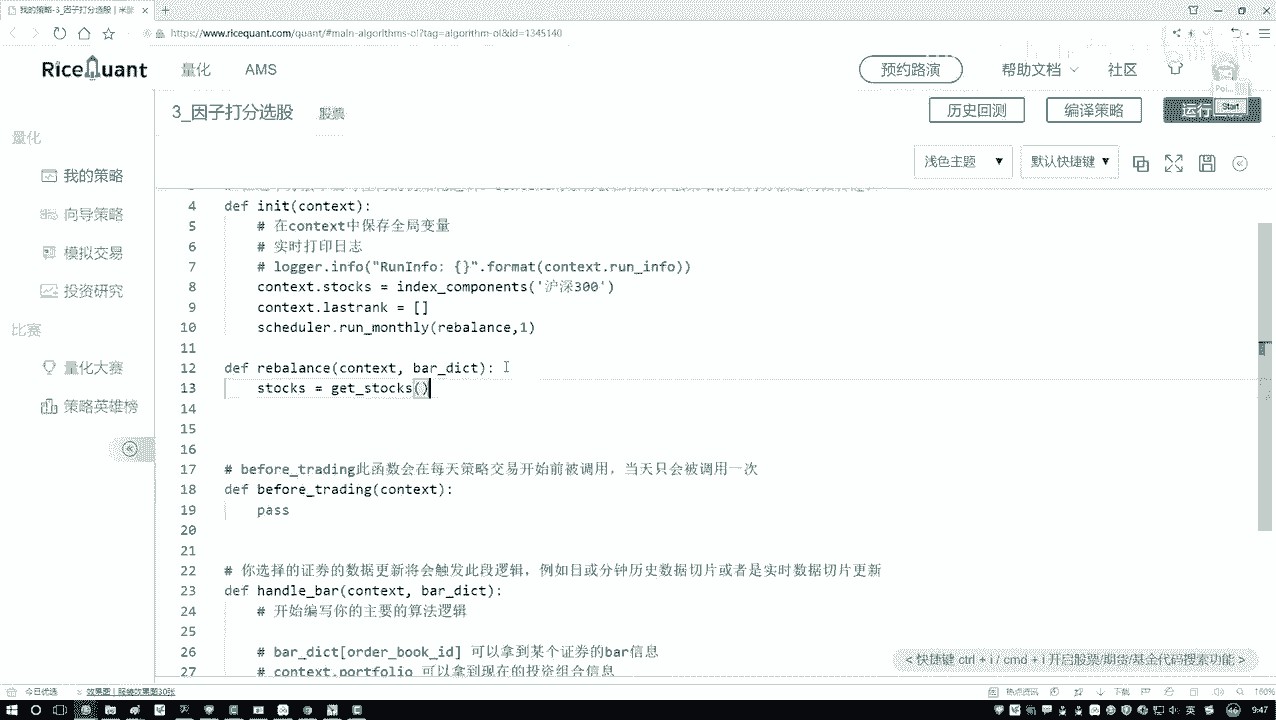 我的策略-3_因子打分选股 | 米
https://www.ricequant.com/quant/#main-algorithms-ol?tag=algorithm-ol&id=1345140
RiceQuant 量化 AMS 预约路演 帮助文档 社区
3_因子打分选股 股票 历史回测 编译策略 运行
Start
浅色主题 默认快捷键
量化
我的策略
向导策略
模拟交易
投资研究
比赛
量化大赛
策略英雄榜
4 def init(context):
5 # 在context中保存全局变量
6 # 实时打印日志
7 # logger.info("RunInfo: {}".format(context.run_info))
8 context.stocks = index_components('沪深300')
9 context.lastrank = []
10 scheduler.run_monthly(rebalance,1)
11
12 def rebalance(context, bar_dict):
13 stocks = get_stocks()
14
15
16
17 # before_trading此函数会在每天策略交易开始前被调用，当天只会被调用一次
18 def before_trading(context):
19 pass
20
21
22 # 你选择的证券的数据更新将会触发此段逻辑，例如日或分钟历史数据切片或者是实时数据切片更新
23 def handle_bar(context, bar_dict):
24 # 开始编写你的主要的算法逻辑
25
26 # bar_dict[order_book_id] 可以拿到某个证券的bar信息
27 # context.portfolio 可以拿到现在的投资组合信息
< 快捷键 ctrl + i / cmd + i 开启股票/期货/基金代码搜索功能 >
今日优选 热点资讯 下载 160%
英 9:47